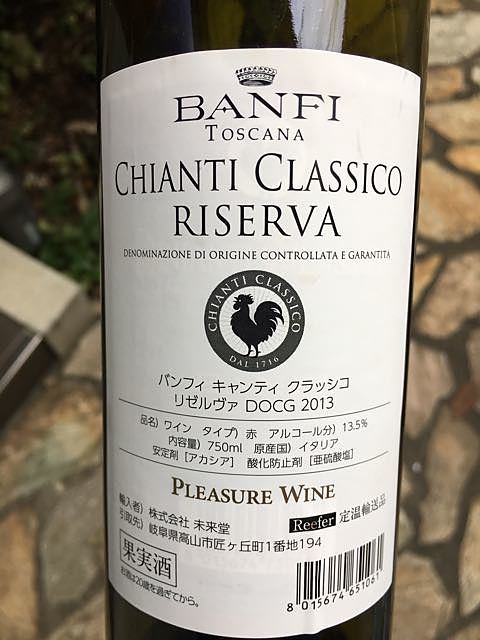 BANFI
TOSCANA
CHIANTI CLASSICO
RISERVA
DENOMINAZIONE DI ORIGINE CONTROLLATA E GARANTITA
CHIANTI CLASSICO
DAL 1716
バンフィ キャンティ クラッシコ
リゼルヴァ DOCG 2013
品名) ワイン タイプ) 赤 アルコール分) 13.5%
内容量) 750ml 原産国) イタリア
安定剤 [アカシア] 酸化防止剤 [亜硫酸塩]
PLEASURE WINE
輸入者) 株式会社 未来堂
引取先) 岐阜県高山市匠ヶ丘町1番地194
Reefer 定温輸送品
果実酒
お酒は20歳を過ぎてから。
8 015674 651061